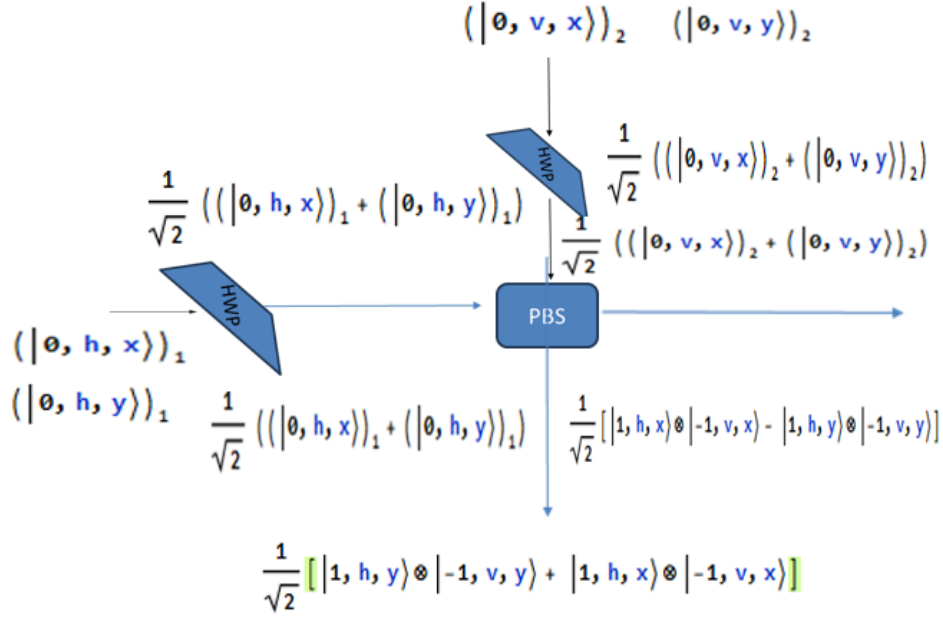 (|0, v, x⟩)₂ (|0, v, y⟩)₂
HWP
1/√2 ((|0, v, x⟩)₂ + (|0, v, y⟩)₂)
1/√2 ((|0, h, x⟩)₁ + (|0, h, y⟩)₁)
1/√2 ((|0, v, x⟩)₂ + (|0, v, y⟩)₂)
HWP
PBS
(|0, h, x⟩)₁
(|0, h, y⟩)₁
1/√2 ((|0, h, x⟩)₁ + (|0, h, y⟩)₁)
1/√2 [|1, h, x⟩⊗|-1, v, x⟩ - |1, h, y⟩⊗|-1, v, y⟩]
1/√2 [|1, h, y⟩⊗|-1, v, y⟩ + |1, h, x⟩⊗|-1, v, x⟩]